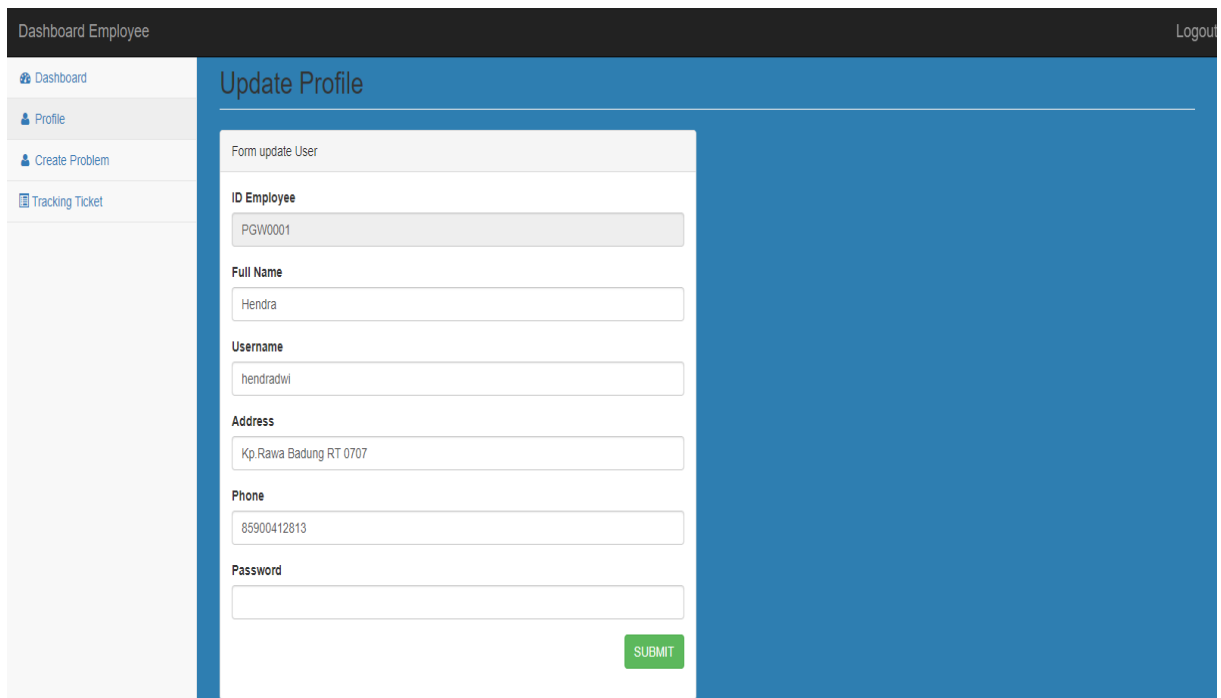 Dashboard Employee
Logout
Dashboard
Profile
Create Problem
Tracking Ticket
Update Profile
Form update User
ID Employee
PGW0001
Full Name
Hendra
Username
hendradwi
Address
Kp.Rawa Badung RT 0707
Phone
85900412813
Password
SUBMIT